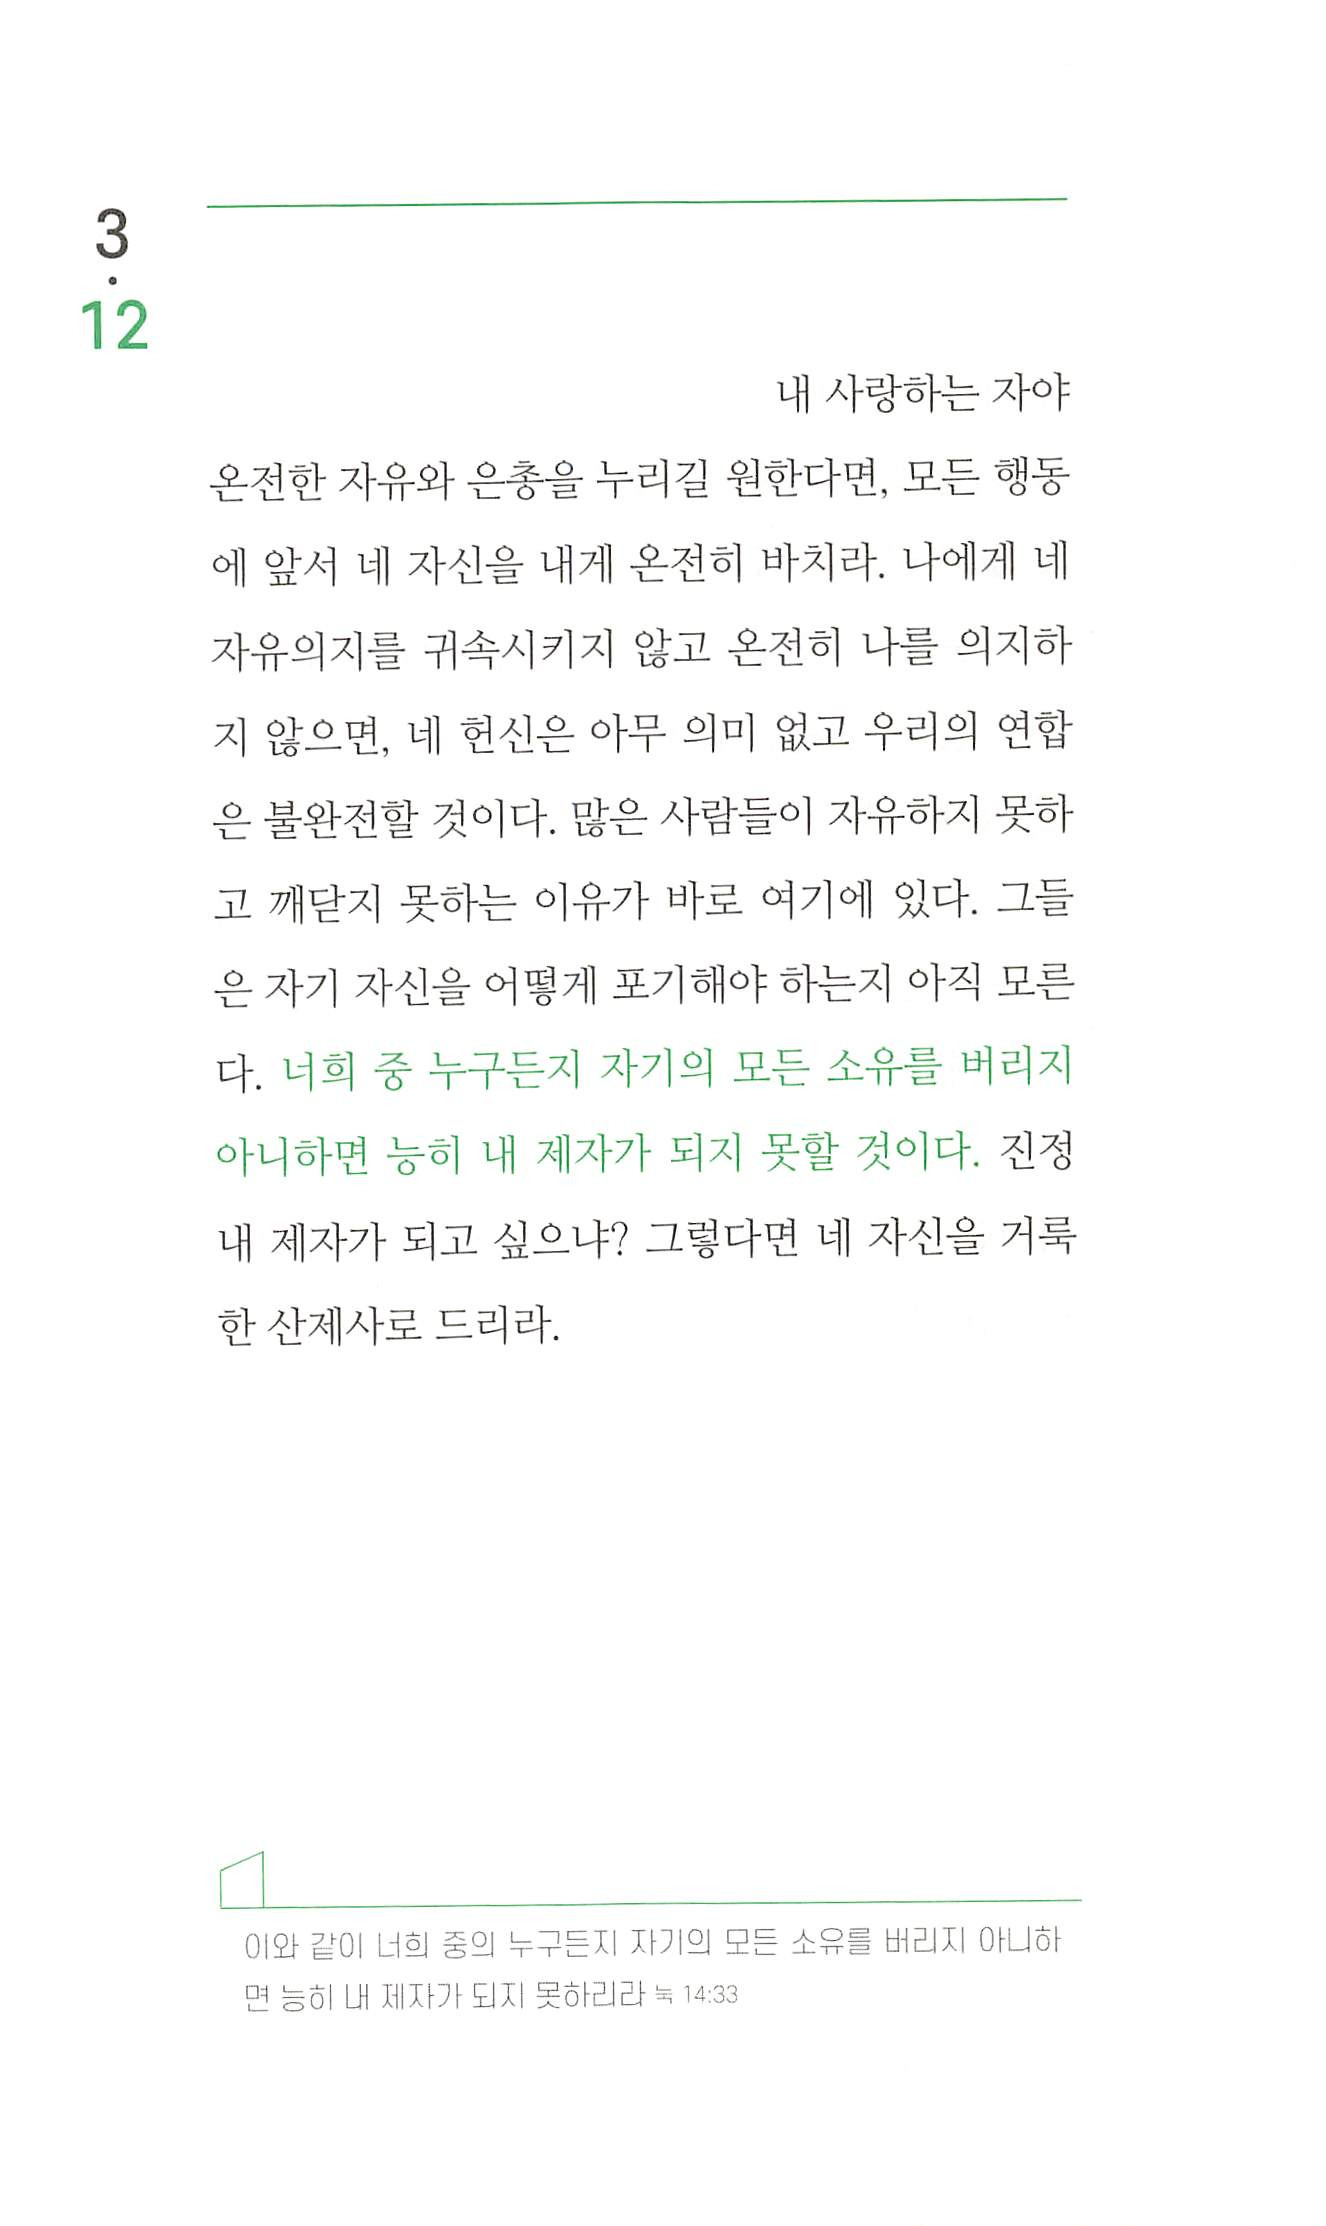 3
·
12
내 사랑하는 자야
온전한 자유와 은총을 누리길 원한다면, 모든 행동
에 앞서 네 자신을 내게 온전히 바치라. 나에게 네
자유의지를 귀속시키지 않고 온전히 나를 의지하
지 않으면, 네 헌신은 아무 의미 없고 우리의 연합
은 불완전할 것이다. 많은 사람들이 자유하지 못하
고 깨닫지 못하는 이유가 바로 여기에 있다. 그들
은 자기 자신을 어떻게 포기해야 하는지 아직 모른
다. 너희 중 누구든지 자기의 모든 소유를 버리지
아니하면 능히 내 제자가 되지 못할 것이다. 진정
내 제자가 되고 싶으냐? 그렇다면 네 자신을 거룩
한 산제사로 드리라.
이와 같이 너희 중의 누구든지 자기의 모든 소유를 버리지 아니하
면 능히 내 제자가 되지 못하리라 눅 14:33